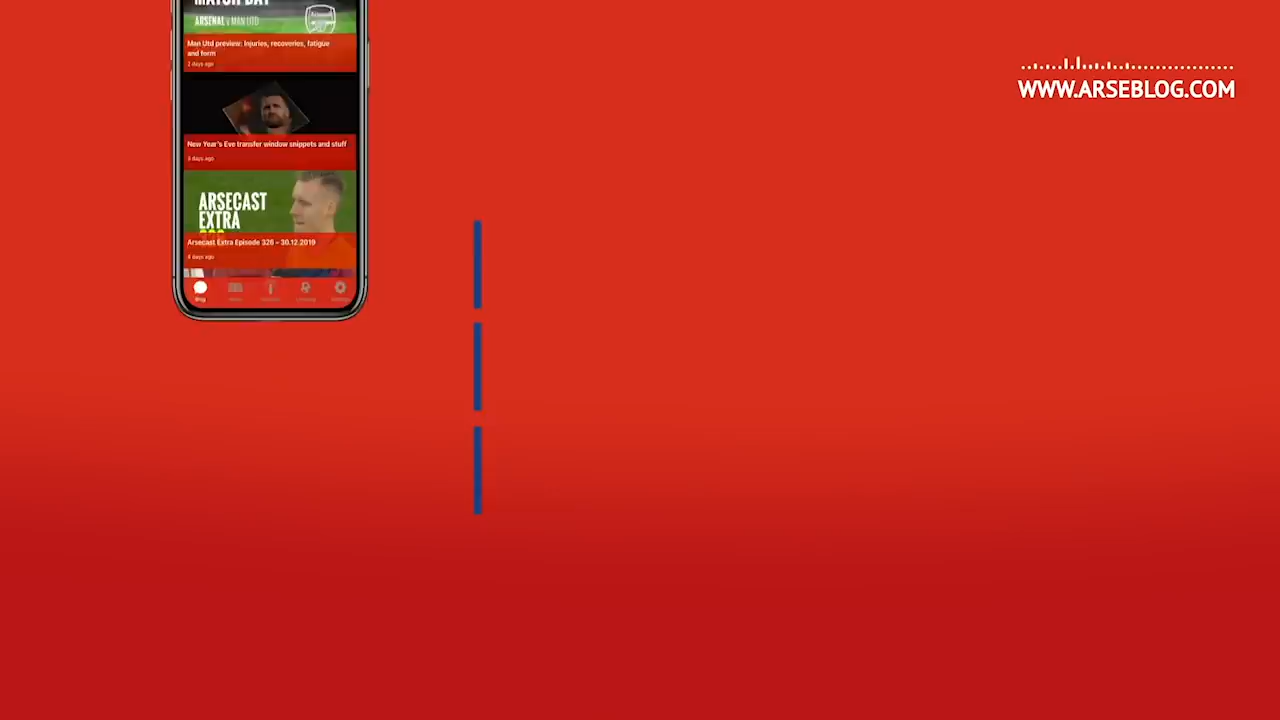 MATCH DAY
ARSENAL v MAN UTD
Arsenal
Man Utd preview: Injuries, recoveries, fatigue
and form
2 days ago
New Year's Eve transfer window snippets and stuff
3 days ago
ARSECAST
EXTRA
Arsecast Extra Episode 326 – 30.12.2019
4 days ago
Blog
WWW.ARSEBLOG.COM